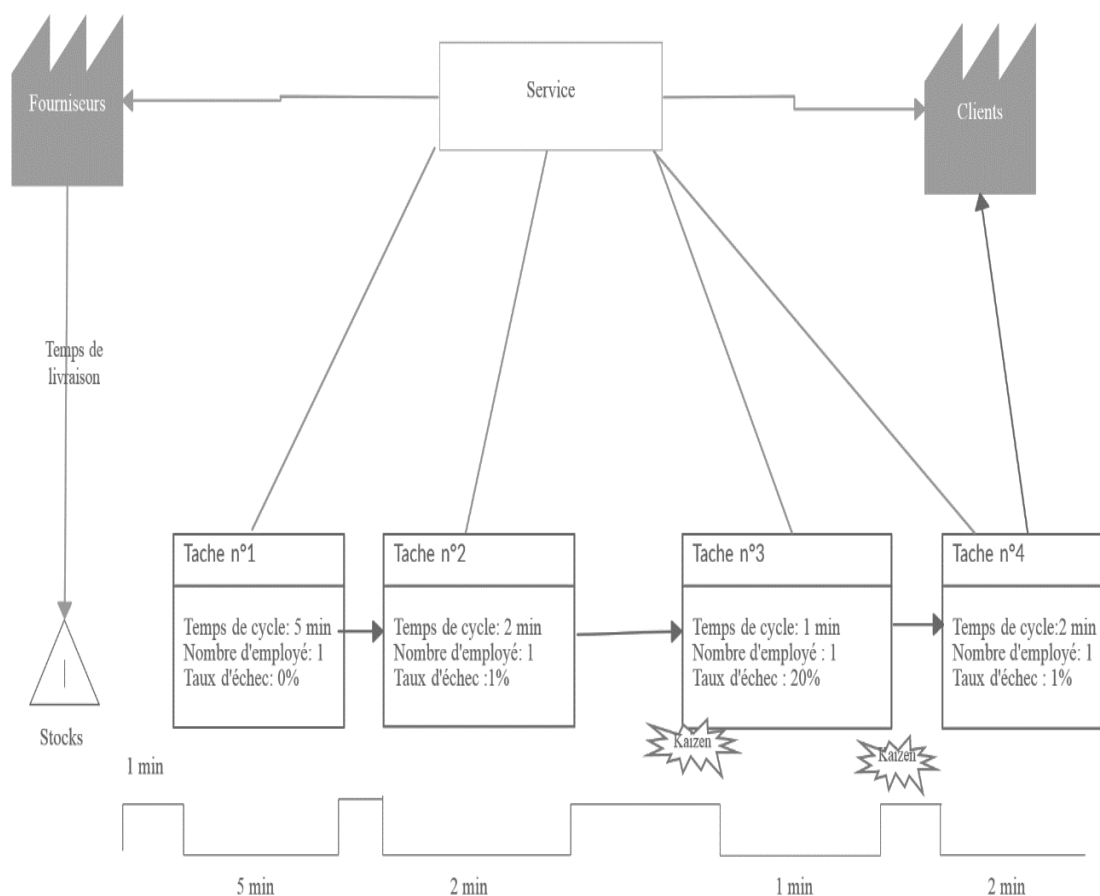 Fourniseurs
Service
Clients
Temps de
livraison
Tache n°1
Temps de cycle: 5 min
Nombre d'employé: 1
Taux d'échec: 0%
Tache n°2
Temps de cycle: 2 min
Nombre d'employé: 1
Taux d'échec :1%
Tache n°3
Temps de cycle: 1 min
Nombre d'employé : 1
Taux d'échec : 20%
Tache n°4
Temps de cycle:2 min
Nombre d'employé: 1
Taux d'échec : 1%
Stocks
Kaizen
Kaizen
1 min
5 min
2 min
1 min
2 min